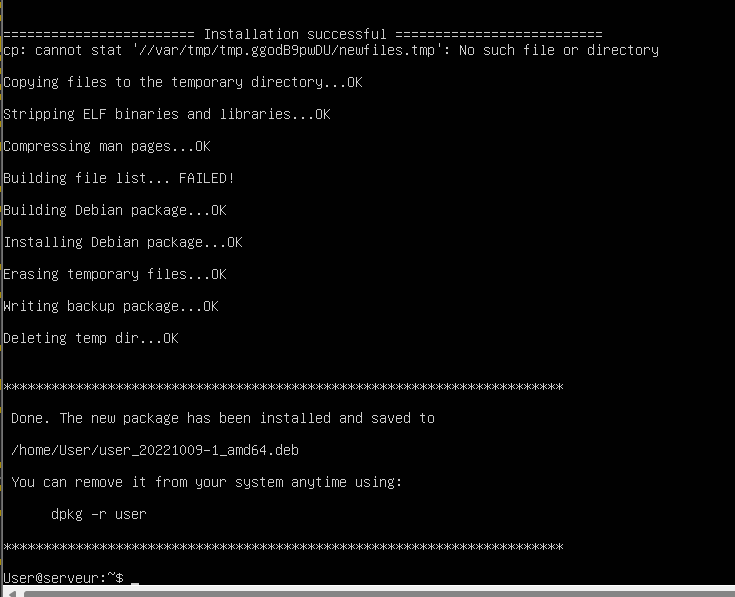 ======================== Installation successful ==========================
cp: cannot stat '//var/tmp/tmp.ggodB9pwDU/newfiles.tmp': No such file or directory
Copying files to the temporary directory...OK
Stripping ELF binaries and libraries...OK
Compressing man pages...OK
Building file list... FAILED!
Building Debian package...OK
Installing Debian package...OK
Erasing temporary files...OK
Writing backup package...OK
Deleting temp dir...OK
**********************************************************************
Done. The new package has been installed and saved to
/home/User/user_20221009-1_amd64.deb
You can remove it from your system anytime using:
dpkg -r user
**********************************************************************
User@serveur:~$ _